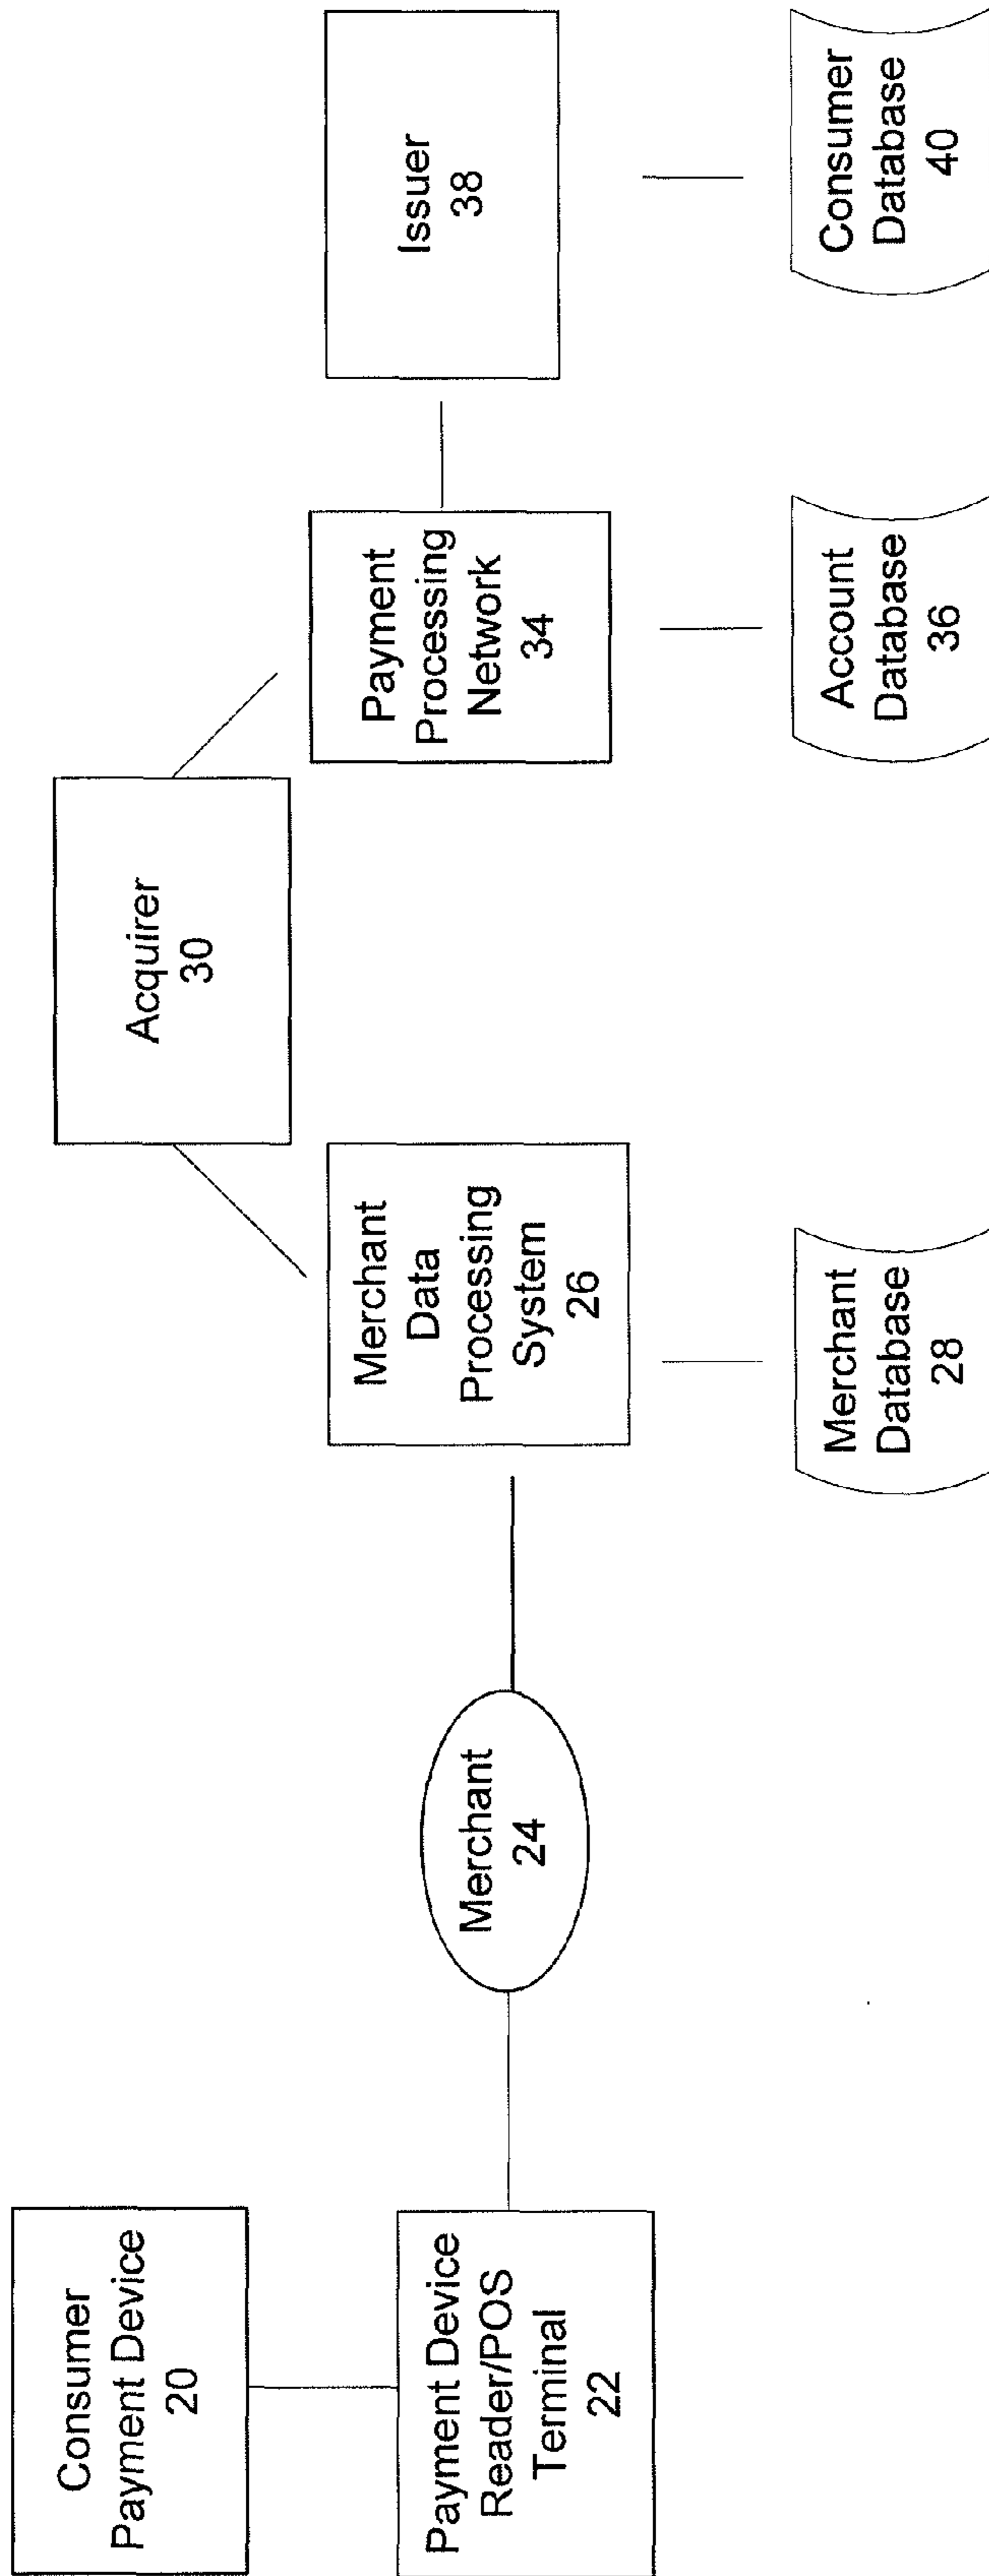 Consumer
Payment Device
20
Payment Device
Reader/POS
Terminal
22
Merchant
24
Merchant
Data
Processing
System
26
Merchant
Database
28
Acquirer
30
Payment
Processing
Network
34
Account
Database
36
Issuer
38
Consumer
Database
40